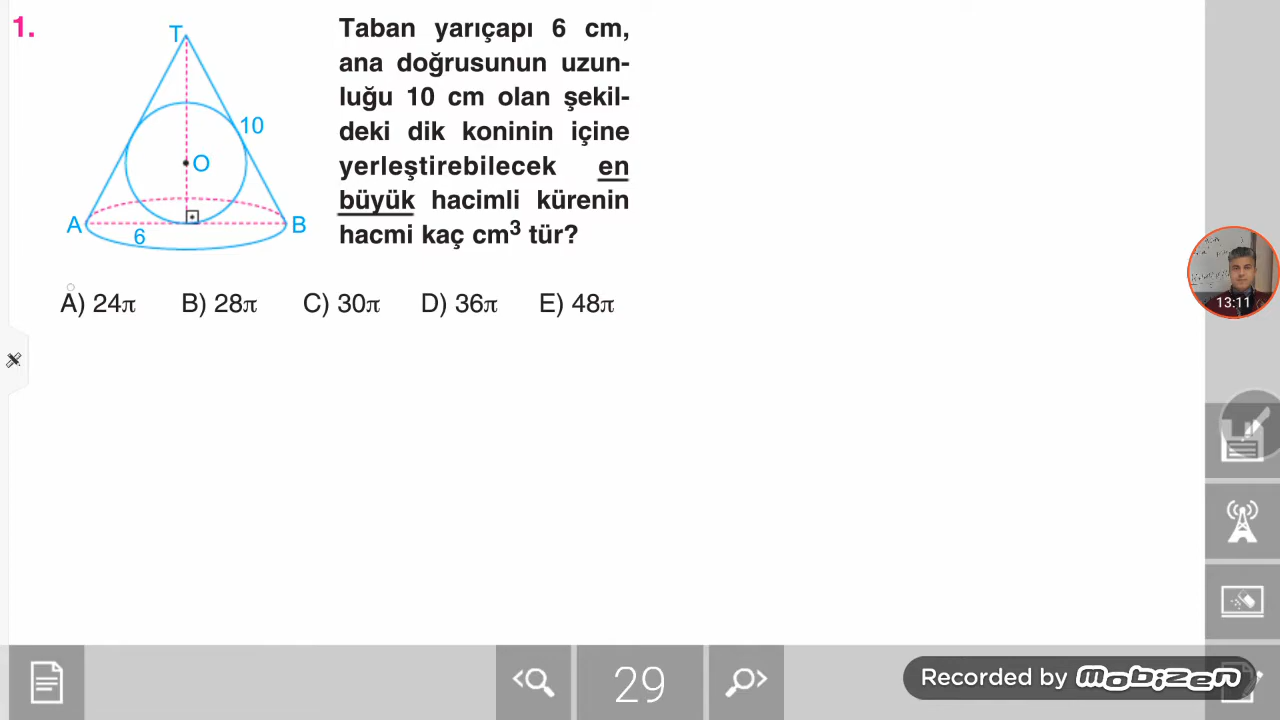 1.
T
10
O
A
B
6
Taban yarıçapı 6 cm,
ana doğrusunun uzun-
luğu 10 cm olan şekil-
deki dik koninin içine
yerleştirebilecek en
büyük hacimli kürenin
hacmi kaç cm³ tür?
A) 24π B) 28π C) 30π D) 36π E) 48π
13:11
29
Recorded by mobizen